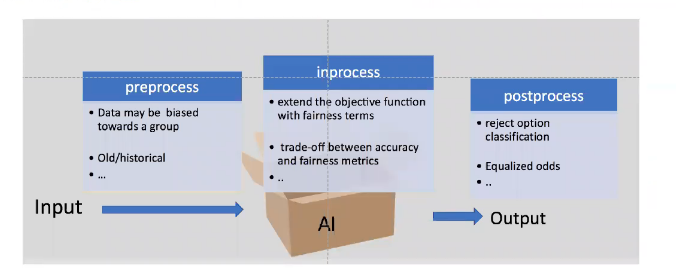 preprocess
• Data may be biased
towards a group
• Old/historical
• ...
inprocess
• extend the objective function
with fairness terms
• trade-off between accuracy
and fairness metrics
• ..
postprocess
• reject option
classification
• Equalized odds
• ..
Input
AI
Output